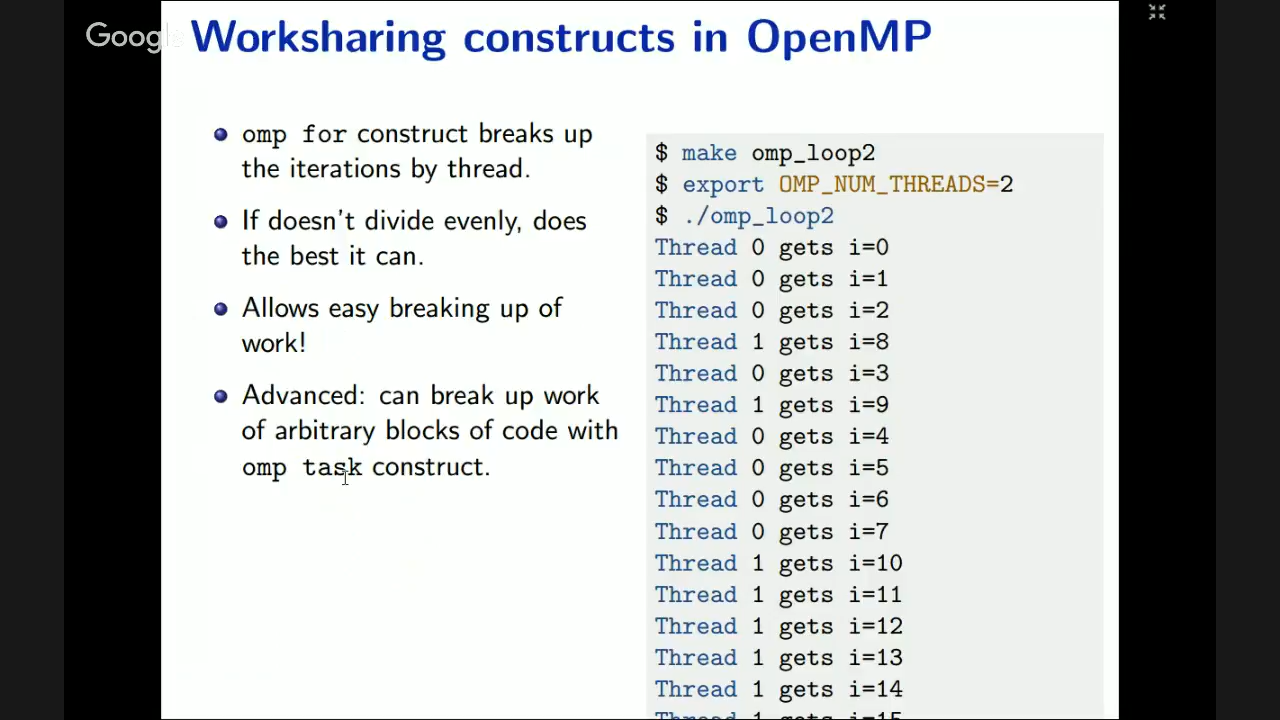 Google
Worksharing constructs in OpenMP
omp for construct breaks up
the iterations by thread.
If doesn't divide evenly, does
the best it can.
Allows easy breaking up of
work!
Advanced: can break up work
of arbitrary blocks of code with
omp task construct.
$ make omp_loop2
$ export OMP_NUM_THREADS=2
$ ./omp_loop2
Thread 0 gets i=0
Thread 0 gets i=1
Thread 0 gets i=2
Thread 1 gets i=8
Thread 0 gets i=3
Thread 1 gets i=9
Thread 0 gets i=4
Thread 0 gets i=5
Thread 0 gets i=6
Thread 0 gets i=7
Thread 1 gets i=10
Thread 1 gets i=11
Thread 1 gets i=12
Thread 1 gets i=13
Thread 1 gets i=14
Thread 1 gets i=15